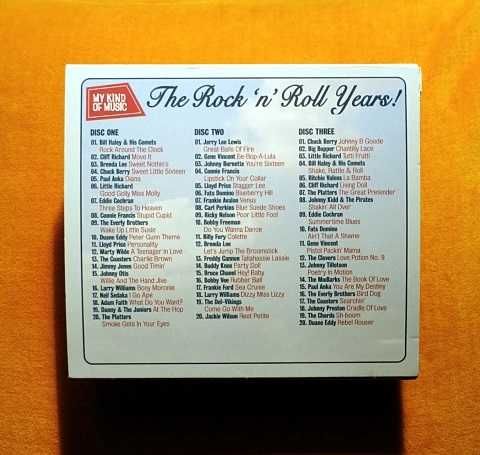 MY KIND
OF MUSIC
The Rock 'n' Roll Years!
DISC ONE
01. Bill Haley & His Comets
Rock Around The Clock
02. Cliff Richard Move It
03. Brenda Lee Sweet Nothin's
04. Chuck Berry Sweet Little Sixteen
05. Paul Anka Diana
06. Little Richard
Good Golly Miss Molly
07. Eddie Cochran
Three Steps To Heaven
08. Connie Francis Stupid Cupid
09. The Everly Brothers
Wake Up Little Susie
10. Duane Eddy Peter Gunn Theme
11. Lloyd Price Personality
12. Marty Wilde A Teenager In Love
13. The Coasters Charlie Brown
14. Jimmy Jones Good Timin'
15. Johnny Otis
Willie And The Hand Jive
16. Larry Williams Bony Moronie
17. Neil Sedaka I Go Ape
18. Adam Faith What Do You Want?
19. Danny & The Juniors At The Hop
20. The Platters
Smoke Gets In Your Eyes
DISC TWO
01. Jerry Lee Lewis
Great Balls Of Fire
02. Gene Vincent Be-Bop-A-Lula
03. Johnny Burnette You're Sixteen
04. Connie Francis
Lipstick On Your Collar
05. Lloyd Price Stagger Lee
06. Fats Domino Blueberry Hill
07. Frankie Avalon Venus
08. Carl Perkins Blue Suede Shoes
09. Ricky Nelson Poor Little Fool
10. Bobby Freeman
Do You Wanna Dance
11. Billy Fury Colette
12. Brenda Lee
Let's Jump The Broomstick
13. Freddy Cannon Tallahassee Lassie
14. Buddy Knox Party Doll
15. Bruce Channel Hey! Baby
16. Bobby Vee Rubber Ball
17. Frankie Ford Sea Cruise
18. Larry Williams Dizzy Miss Lizzy
19. The Del-Vikings
Come Go With Me
20. Jackie Wilson Reet Petite
DISC THREE
01. Chuck Berry Johnny B Goode
02. Big Bopper Chantilly Lace
03. Little Richard Tutti Frutti
04. Bill Haley & His Comets
Shake, Rattle & Roll
05. Ritchie Valens La Bamba
06. Cliff Richard Living Doll
07. The Platters The Great Pretender
08. Johnny Kidd & The Pirates
Shakin' All Over
09. Eddie Cochran
Summertime Blues
10. Fats Domino
Ain't That A Shame
11. Gene Vincent
Pistol Packin' Mama
12. The Clovers Love Potion No. 9
13. Johnny Tillotson
Poetry In Motion
14. The Monotones The Book Of Love
15. Paul Anka You Are My Destiny
16. The Everly Brothers Bird Dog
17. The Coasters Searchin'
18. Johnny Preston Cradle Of Love
19. The Chords Sh-boom
20. Duane Eddy Rebel Rouser